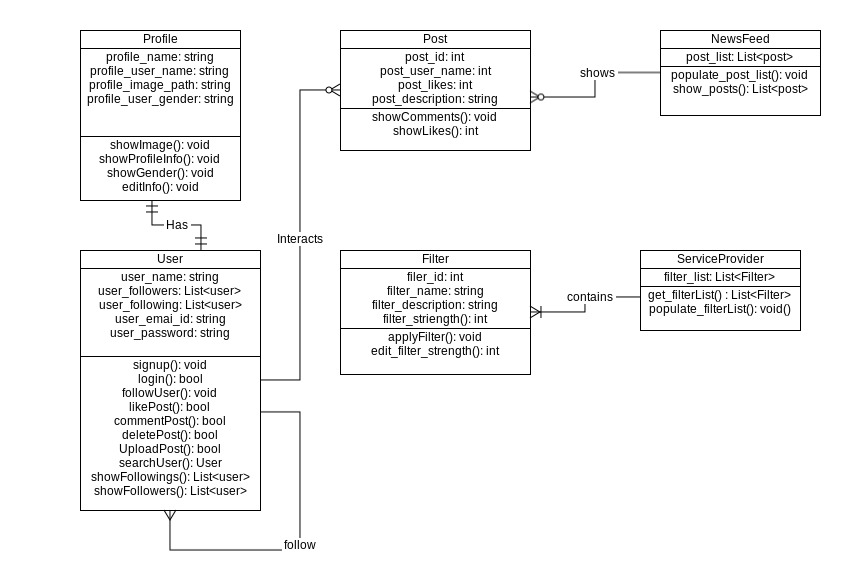 Profile
profile_name: string
profile_user_name: string
profile_image_path: string
profile_user_gender: string
showImage(): void
showProfileInfo(): void
showGender(): void
editInfo(): void
Has
User
user_name: string
user_followers: List<user>
user_following: List<user>
user_emai_id: string
user_password: string
signup(): void
login(): bool
followUser(): void
likePost(): bool
commentPost(): bool
deletePost(): bool
UploadPost(): bool
searchUser(): User
showFollowings(): List<user>
showFollowers(): List<user>
follow
Interacts
Post
post_id: int
post_user_name: int
post_likes: int
post_description: string
showComments(): void
showLikes(): int
shows
NewsFeed
post_list: List<post>
populate_post_list(): void
show_posts(): List<post>
Filter
filer_id: int
filter_name: string
filter_description: string
filter_striength(): int
applyFilter(): void
edit_filter_strength(): int
contains
ServiceProvider
filter_list: List<Filter>
get_filterList() : List<Filter>
populate_filterList(): void()